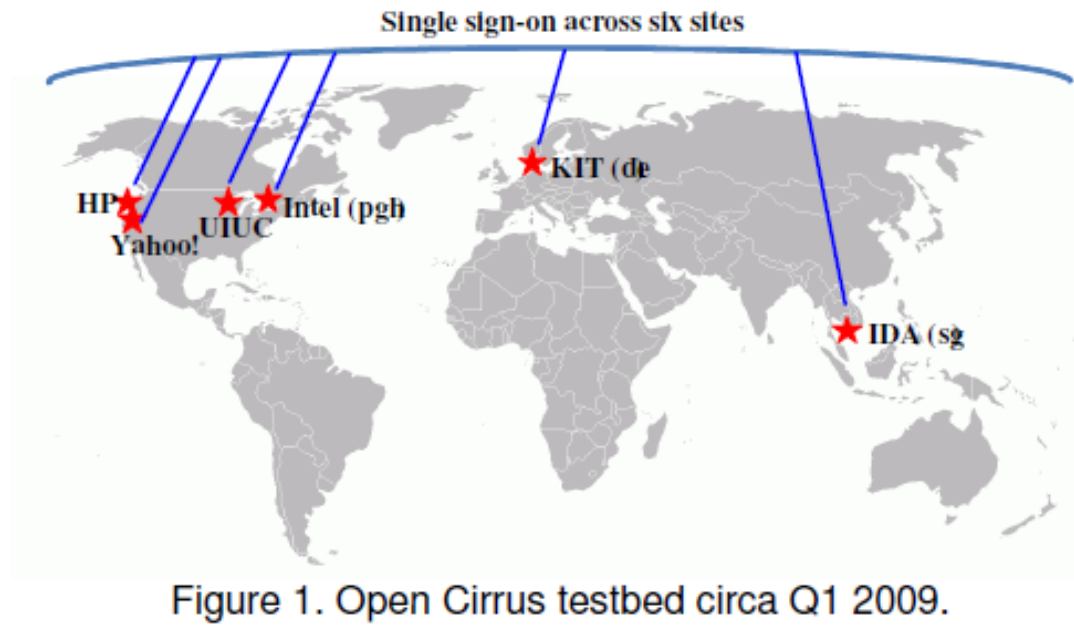 Single sign-on across six sites
HP
Yahoo!
UIUC
Intel (pgh)
KIT (de)
IDA (sg)
Figure 1. Open Cirrus testbed circa Q1 2009.